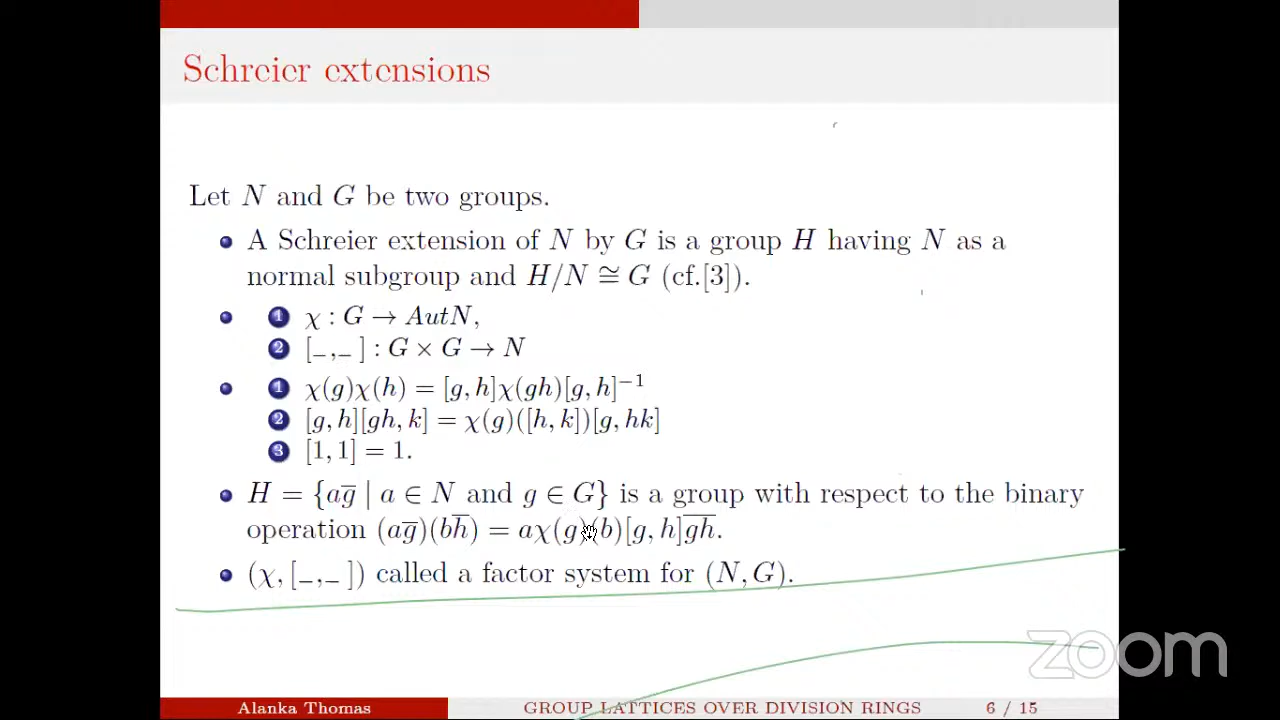 Schreier extensions
Let N and G be two groups.
• A Schreier extension of N by G is a group H having N as a
normal subgroup and H/N ≅ G (cf.[3]).
• 1 χ : G → AutN,
2 [_,_ ] : G × G → N
• 1 χ(g)χ(h) = [g, h]χ(gh)[g, h]⁻¹
2 [g, h][gh, k] = χ(g)([h, k])[g, hk]
3 [1, 1] = 1.
• H = {aḡ | a ∈ N and g ∈ G} is a group with respect to the binary
operation (aḡ)(bh̅) = aχ(g)(b)[g, h]g̅h̅.
• (χ, [_,_ ]) called a factor system for (N, G).
zoom
Alanka Thomas GROUP LATTICES OVER DIVISION RINGS 6 / 15